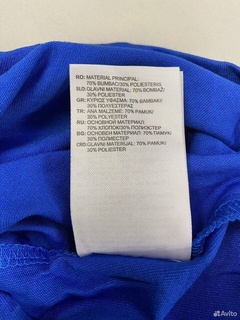 RO: MATERIAL PRINCIPAL:
70% BUMBAC/30% POLIESTERIS
SLO: GLAVNI MATERIAL: 70% BOMBAŽ/
30% POLIESTER
GR: ΚΥΡΙΟΣ ΥΦΑΣΜΑ: 70% ΒΑΜΒΑΚΙ/
30% ΠΟΛΥΕΣΤΕΡΑΣ
TR: ANA MALZEME: 70% PAMUK/
30% POLYESTER
RU: ОСНОВНОЙ МАТЕРИАЛ:
70% ХЛОПОК/30% ПОЛИЭСТЕР
BG: ОСНОВЕН МАТЕРИАЛ: 70% ПАМУК/
30% ПОЛИЕСТЕР
GLAVNI MATERIJAL: 70% PAMUK/
30% POLIESTER
Avito